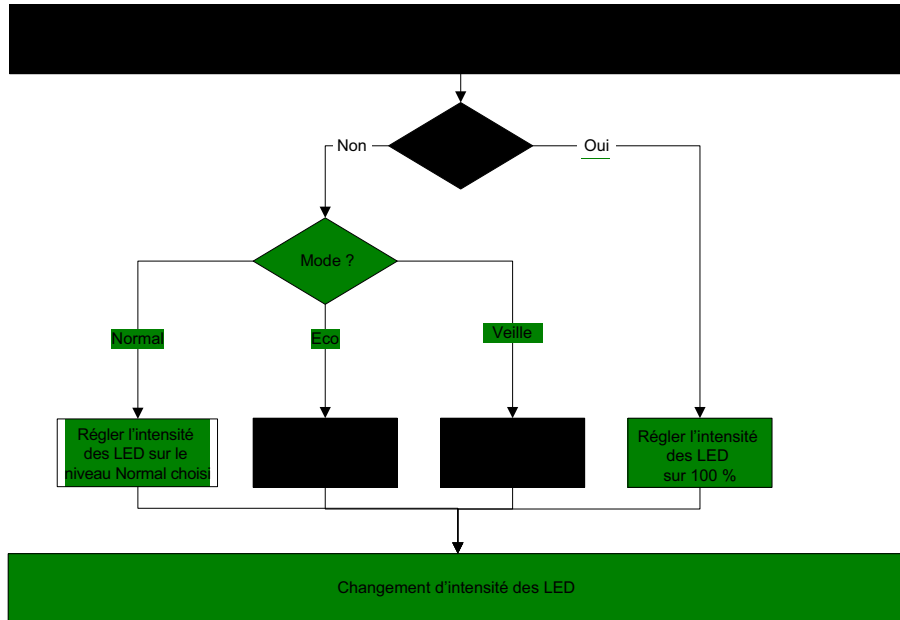 Non
Oui
Mode ?
Normal
Eco
Veille
Régler l'intensité
des LED sur le
niveau Normal choisi
Régler l'intensité
des LED
sur 100 %
Changement d'intensité des LED